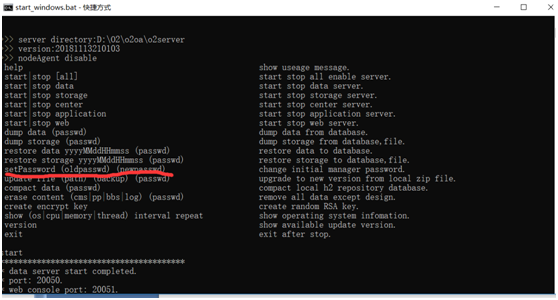 start_windows.bat - 快捷方式
>>> server directory:D:\O2\o2oa\o2server
>>> version:20181113210103
>>> nodeAgent disable
help show useage message.
start|stop [all] start stop all enable server.
start|stop data start stop data server.
start|stop storage start stop storage server.
start|stop center start stop center server.
start|stop application start stop application server.
start|stop web start stop web server.
dump data (passwd) dump data from database.
dump storage (passwd) dump storage from database,file.
restore data yyyyMMddHHmmss (passwd) restore data to database.
restore storage yyyyMMddHHmmss (passwd) restore storage to database,file.
setPassword (oldpasswd) (newpasswd) change initial manager password.
update file (path) (backup) (passwd) upgrade to new version from local zip file.
compact data (passwd) compact local h2 repository database.
erase content (cms|pp|bbs|log) (passwd) remove all data except design.
create encrypt key create random RSA key.
show (os|cpu|memory|thread) interval repeat show operating system infomation.
version show available update version.
exit exit after stop.
start
****************************************
* data server start completed.
* port: 20050.
* web console port: 20051.